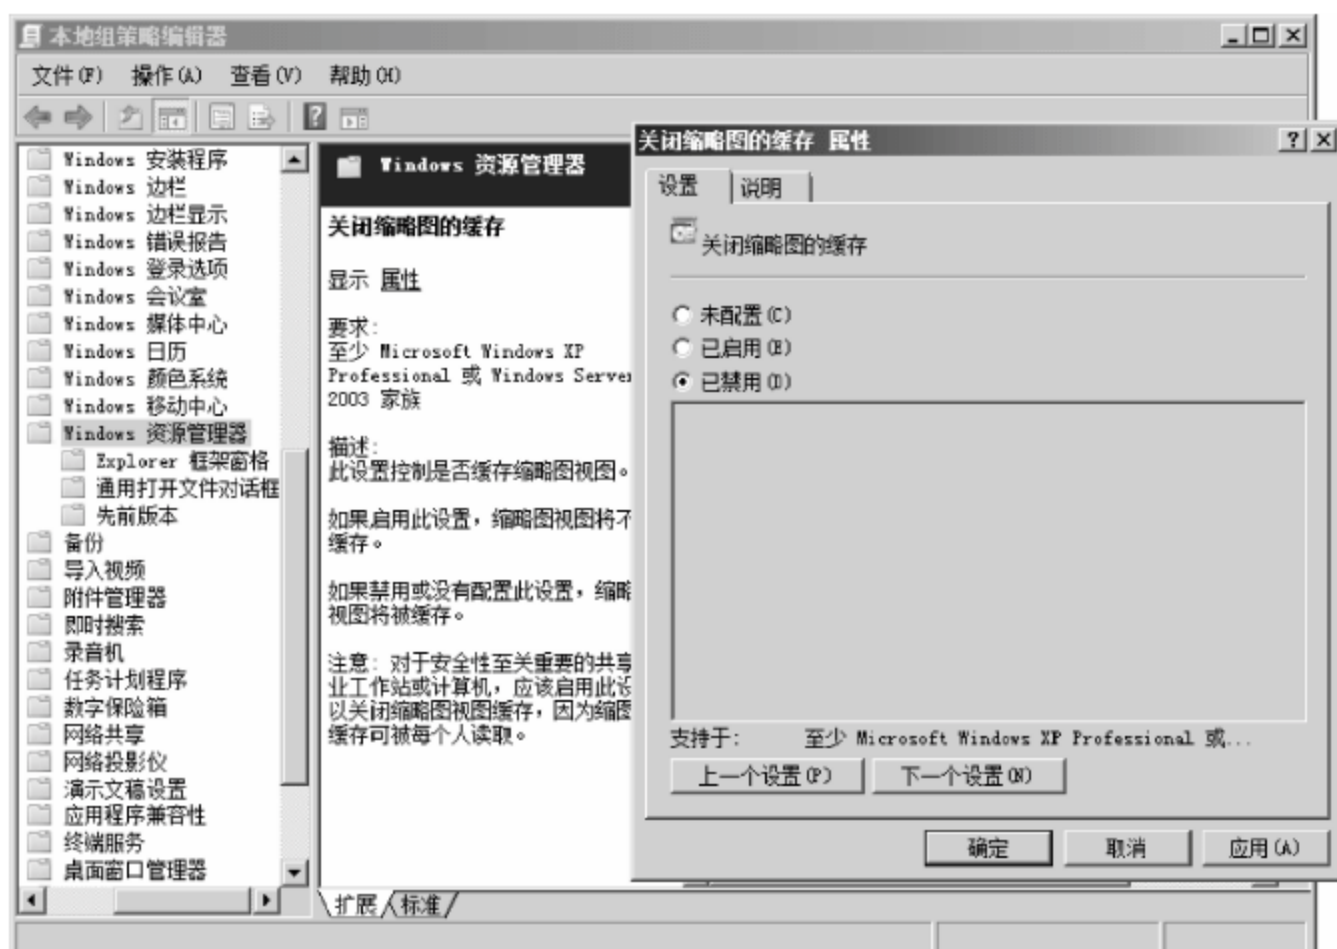 本地组策略编辑器
文件(F) 操作(A) 查看(V) 帮助(H)
Windows 安装程序
Windows 边栏
Windows 边栏显示
Windows 错误报告
Windows 登录选项
Windows 会议室
Windows 媒体中心
Windows 日历
Windows 颜色系统
Windows 移动中心
Windows 资源管理器
Explorer 框架窗格
通用打开文件对话框
先前版本
备份
导入视频
附件管理器
即时搜索
录音机
任务计划程序
数字保险箱
网络共享
网络投影仪
演示文稿设置
应用程序兼容性
终端服务
桌面窗口管理器
Windows 资源管理器
关闭缩略图的缓存
显示 属性
要求:
至少 Microsoft Windows XP
Professional 或 Windows Server
2003 家族
描述:
此设置控制是否缓存缩略图视图。
如果启用此设置，缩略图视图将不
缓存。
如果禁用或没有配置此设置，缩略
视图将被缓存。
注意: 对于安全性至关重要的共享
业工作站或计算机，应该启用此设
以关闭缩略图视图缓存，因为缩图
缓存可被每个人读取。
扩展 标准
关闭缩略图的缓存 属性
设置 说明
关闭缩略图的缓存
未配置(C)
已启用(E)
已禁用(D)
支持于: 至少 Microsoft Windows XP Professional 或...
上一个设置(P) 下一个设置(N)
确定 取消 应用(A)